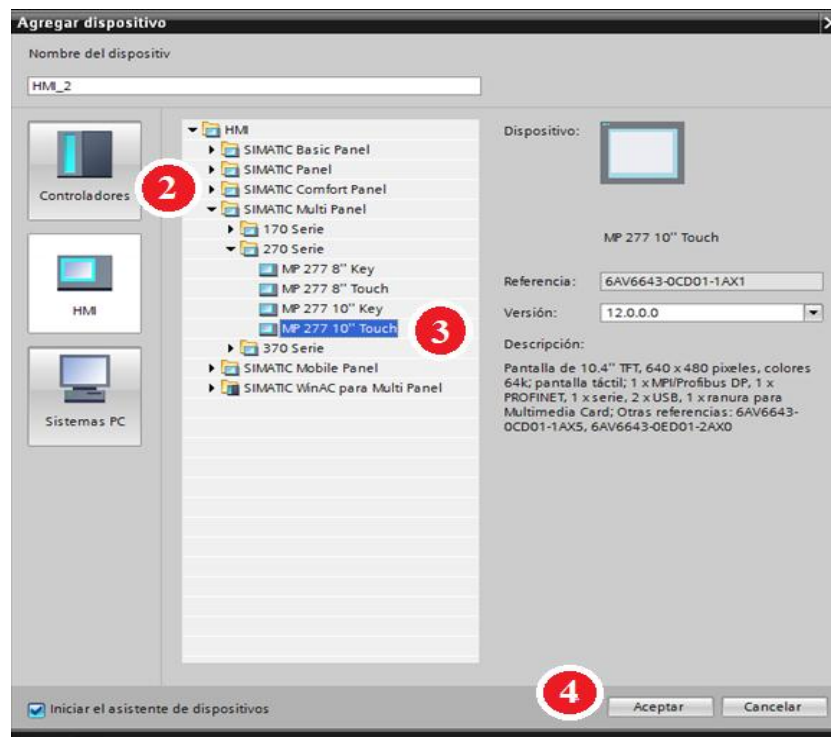 Agregar dispositivo
Nombre del dispositiv
HMI_2
Controladores
2
HMI
Sistemas PC
HMI
SIMATIC Basic Panel
SIMATIC Panel
SIMATIC Comfort Panel
SIMATIC Multi Panel
170 Serie
270 Serie
MP 277 8" Key
MP 277 8" Touch
MP 277 10" Key
MP 277 10" Touch
3
370 Serie
SIMATIC Mobile Panel
SIMATIC WinAC para Multi Panel
Dispositivo:
MP 277 10" Touch
Referencia: 6AV6643-0CD01-1AX1
Versión: 12.0.0.0
Descripción:
Pantalla de 10.4" TFT, 640 x 480 pixeles, colores
64k; pantalla táctil; 1 x MPI/Profibus DP, 1 x
PROFINET, 1 x serie, 2 x USB, 1 x ranura para
Multimedia Card; Otras referencias: 6AV6643-
0CD01-1AX5, 6AV6643-0ED01-2AX0
Iniciar el asistente de dispositivos
4
Aceptar
Cancelar